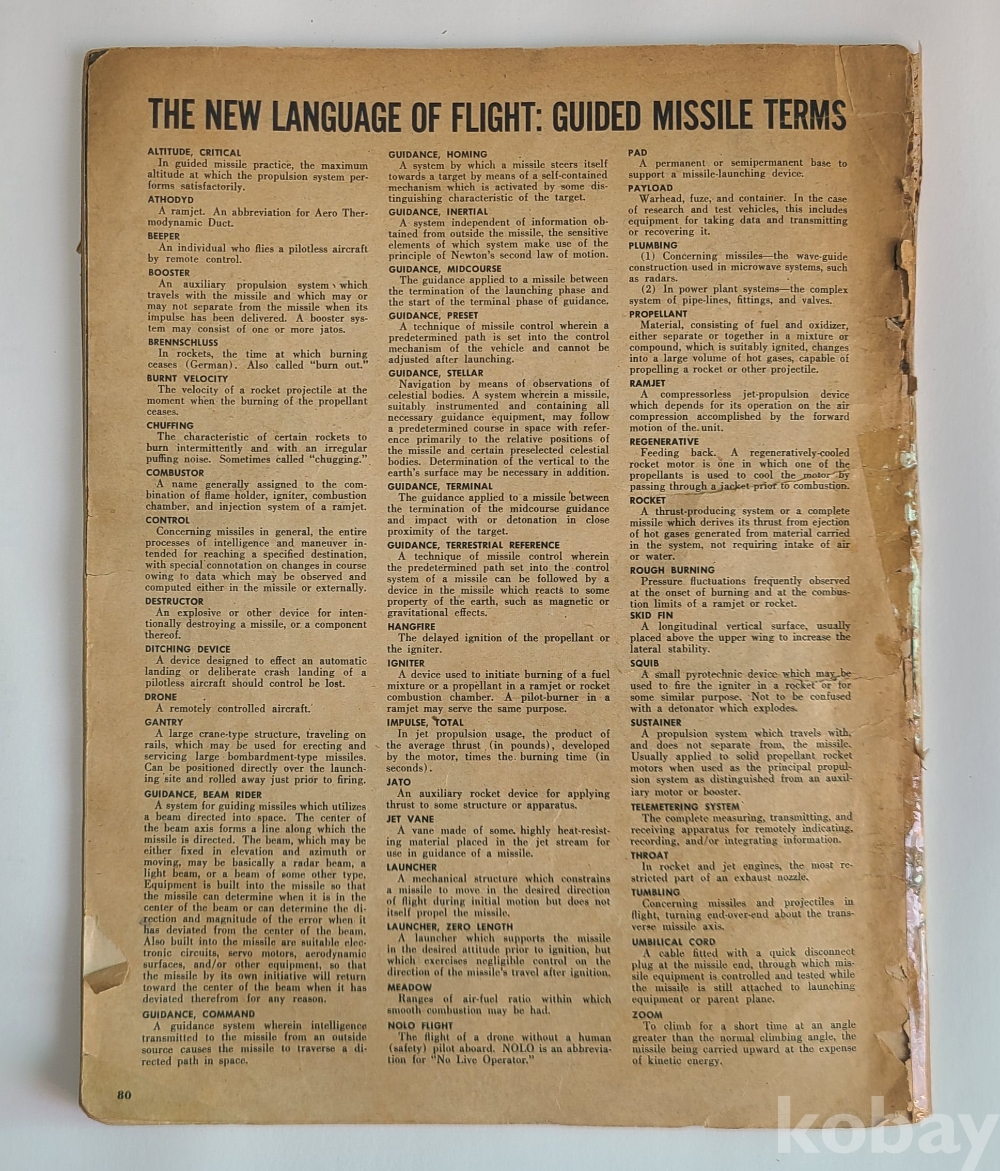 THE NEW LANGUAGE OF FLIGHT: GUIDED MISSILE TERMS
ALTITUDE, CRITICAL
In guided missile practice, the maximum
altitude at which the propulsion system per-
forms satisfactorily.
ATHODYD
A ramjet. An abbreviation for Aero Ther-
modynamic Duct.
BEEPER
An individual who flies a pilotless aircraft
by remote control.
BOOSTER
An auxiliary propulsion system which
travels with the missile and which may or
may not separate from the missile when its
impulse has been delivered. A booster sys-
tem may consist of one or more jatos.
BRENNSCHLUSS
In rockets, the time at which burning
ceases (German). Also called “burn out.”
BURNT VELOCITY
The velocity of a rocket projectile at the
moment when the burning of the propellant
ceases.
CHUFFING
The characteristic of certain rockets to
burn intermittently and with an irregular
puffing noise. Sometimes called “chugging.”
COMBUSTOR
A name generally assigned to the com-
bination of flame holder, igniter, combustion
chamber, and injection system of a ramjet.
CONTROL
Concerning missiles in general, the entire
processes of intelligence and maneuver in-
tended for reaching a specified destination,
with special connotation on changes in course
owing to data which may be observed and
computed either in the missile or externally.
DESTRUCTOR
An explosive or other device for inten-
tionally destroying a missile, or a component
thereof.
DITCHING DEVICE
A device designed to effect an automatic
landing or deliberate crash landing of a
pilotless aircraft should control be lost.
DRONE
A remotely controlled aircraft.
GANTRY
A large crane-type structure, traveling on
rails, which may be used for erecting and
servicing large bombardment-type missiles.
Can be positioned directly over the launch-
ing site and rolled away just prior to firing.
GUIDANCE, BEAM RIDER
A system for guiding missiles which utilizes
a beam directed into space. The center of
the beam axis forms a line along which the
missile is directed. The beam, which may be
either fixed in elevation and azimuth or
moving, may be basically a radar beam, a
light beam, or a beam of some other type.
Equipment is built into the missile so that
the missile can determine when it is in the
center of the beam or can determine the di-
rection and magnitude of the error when it
has deviated from the center of the beam.
Also built into the missile are suitable elec-
tronic circuits, servo motors, aerodynamic
surfaces, and/or other equipment, so that
the missile by its own initiative will return
toward the center of the beam when it has
deviated therefrom for any reason.
GUIDANCE, COMMAND
A guidance system wherein intelligence
transmitted to the missile from an outside
source causes the missile to traverse a di-
rected path in space.
GUIDANCE, HOMING
A system by which a missile steers itself
towards a target by means of a self-contained
mechanism which is activated by some dis-
tinguishing characteristic of the target.
GUIDANCE, INERTIAL
A system independent of information ob-
tained from outside the missile, the sensitive
elements of which system make use of the
principle of Newton’s second law of motion.
GUIDANCE, MIDCOURSE
The guidance applied to a missile between
the termination of the launching phase and
the start of the terminal phase of guidance.
GUIDANCE, PRESET
A technique of missile control wherein a
predetermined path is set into the control
mechanism of the vehicle and cannot be
adjusted after launching.
GUIDANCE, STELLAR
Navigation by means of observations of
celestial bodies. A system wherein a missile,
suitably instrumented and containing all
necessary guidance equipment, may follow
a predetermined course in space with refer-
ence primarily to the relative positions of
the missile and certain preselected celestial
bodies. Determination of the vertical to the
earth’s surface may be necessary in addition.
GUIDANCE, TERMINAL
The guidance applied to a missile between
the termination of the midcourse guidance
and impact with or detonation in close
proximity of the target.
GUIDANCE, TERRESTRIAL REFERENCE
A technique of missile control wherein
the predetermined path set into the control
system of a missile can be followed by a
device in the missile which reacts to some
property of the earth, such as magnetic or
gravitational effects.
HANGFIRE
The delayed ignition of the propellant or
the igniter.
IGNITER
A device used to initiate burning of a fuel
mixture or a propellant in a ramjet or rocket
combustion chamber. A pilot-burner in a
ramjet may serve the same purpose.
IMPULSE, TOTAL
In jet propulsion usage, the product of
the average thrust (in pounds), developed
by the motor, times the burning time (in
seconds).
JATO
An auxiliary rocket device for applying
thrust to some structure or apparatus.
JET VANE
A vane made of some highly heat-resist-
ing material placed in the jet stream for
use in guidance of a missile.
LAUNCHER
A mechanical structure which constrains
a missile to move in the desired direction
of flight during initial motion but does not
itself propel the missile.
LAUNCHER, ZERO LENGTH
A launcher which supports the missile
in the desired attitude prior to ignition, but
which exercises negligible control on the
direction of the missile’s travel after ignition.
MEADOW
Ranges of air-fuel ratio within which
smooth combustion may be had.
NOLO FLIGHT
The flight of a drone without a human
(safety) pilot aboard. NOLO is an abbrevia-
tion for “No Live Operator.”
PAD
A permanent or semipermanent base to
support a missile-launching device.
PAYLOAD
Warhead, fuze, and container. In the case
of research and test vehicles, this includes
equipment for taking data and transmitting
or recovering it.
PLUMBING
(1) Concerning missiles—the wave-guide
construction used in microwave systems, such
as radars.
(2) In power plant systems—the complex
system of pipe-lines, fittings, and valves.
PROPELLANT
Material, consisting of fuel and oxidizer,
either separate or together in a mixture or
compound, which is suitably ignited, changes
into a large volume of hot gases, capable of
propelling a rocket or other projectile.
RAMJET
A compressorless jet-propulsion device
which depends for its operation on the air
compression accomplished by the forward
motion of the unit.
REGENERATIVE
Feeding back. A regeneratively-cooled
rocket motor is one in which one of the
propellants is used to cool the motor by
passing through a jacket prior to combustion.
ROCKET
A thrust-producing system or a complete
missile which derives its thrust from ejection
of hot gases generated from material carried
in the system, not requiring intake of air
or water.
ROUGH BURNING
Pressure fluctuations frequently observed
at the onset of burning and at the combus-
tion limits of a ramjet or rocket.
SKID FIN
A longitudinal vertical surface, usually
placed above the upper wing to increase the
lateral stability.
SQUIB
A small pyrotechnic device which may be
used to fire the igniter in a rocket or for
some similar purpose. Not to be confused
with a detonator which explodes.
SUSTAINER
A propulsion system which travels with,
and does not separate from, the missile.
Usually applied to solid propellant rocket
motors when used as the principal propul-
sion system as distinguished from an auxil-
iary motor or booster.
TELEMETERING SYSTEM
The complete measuring, transmitting, and
receiving apparatus for remotely indicating,
recording, and/or integrating information.
THROAT
In rocket and jet engines, the most re-
stricted part of an exhaust nozzle.
TUMBLING
Concerning missiles and projectiles in
flight, turning end-over-end about the trans-
verse missile axis.
UMBILICAL CORD
A cable fitted with a quick disconnect
plug at the missile end, through which mis-
sile equipment is controlled and tested while
the missile is still attached to launching
equipment or parent plane.
ZOOM
To climb for a short time at an angle
greater than the normal climbing angle, the
missile being carried upward at the expense
of kinetic energy.
80
kobay